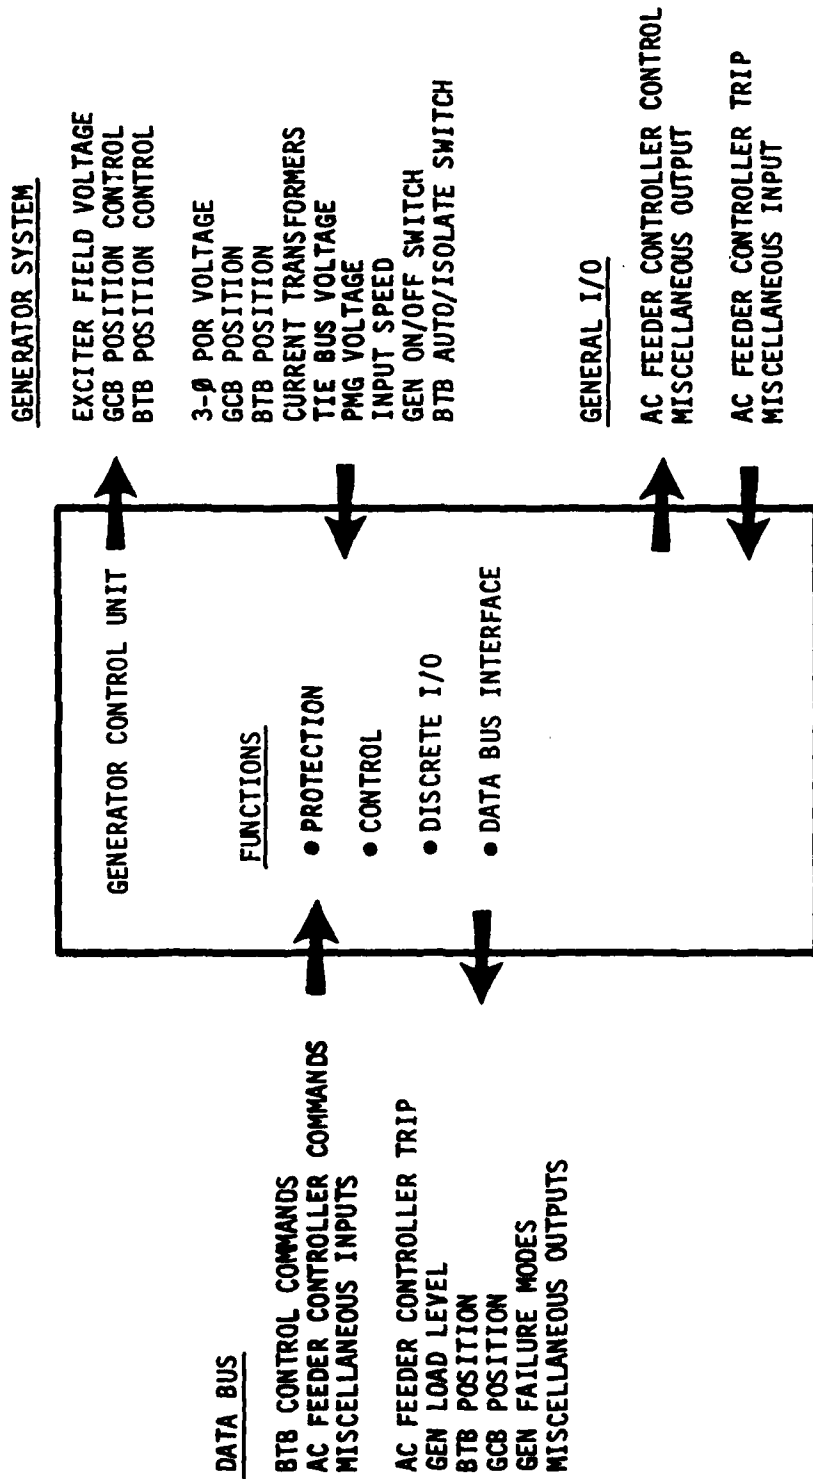 DATA BUS
BTB CONTROL COMMANDS
AC FEEDER CONTROLLER COMMANDS
MISCELLANEOUS INPUTS
AC FEEDER CONTROLLER TRIP
GEN LOAD LEVEL
BTB POSITION
GCB POSITION
GEN FAILURE MODES
MISCELLANEOUS OUTPUTS
GENERATOR CONTROL UNIT
FUNCTIONS
● PROTECTION
● CONTROL
● DISCRETE I/O
● DATA BUS INTERFACE
GENERATOR SYSTEM
EXCITER FIELD VOLTAGE
GCB POSITION CONTROL
BTB POSITION CONTROL
3-Ø POR VOLTAGE
GCB POSITION
BTB POSITION
CURRENT TRANSFORMERS
TIE BUS VOLTAGE
PMG VOLTAGE
INPUT SPEED
GEN ON/OFF SWITCH
BTB AUTO/ISOLATE SWITCH
GENERAL I/O
AC FEEDER CONTROLLER CONTROL
MISCELLANEOUS OUTPUT
AC FEEDER CONTROLLER TRIP
MISCELLANEOUS INPUT